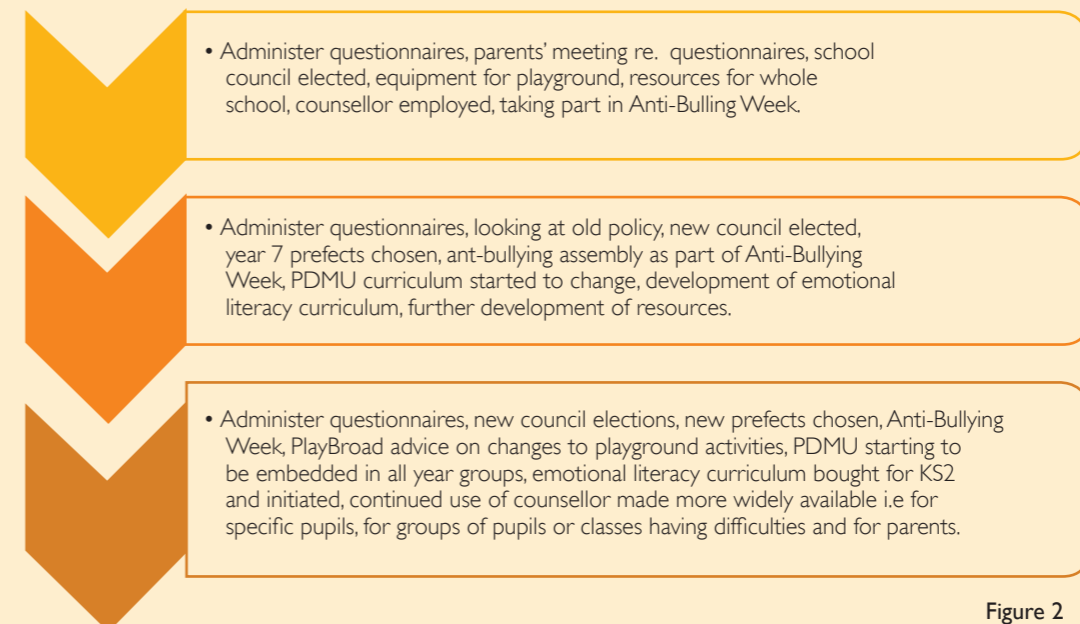 • Administer questionnaires, parents' meeting re. questionnaires, school
council elected, equipment for playground, resources for whole
school, counsellor employed, taking part in Anti-Bulling Week.
• Administer questionnaires, looking at old policy, new council elected,
year 7 prefects chosen, ant-bullying assembly as part of Anti-Bullying
Week, PDMU curriculum started to change, development of emotional
literacy curriculum, further development of resources.
• Administer questionnaires, new council elections, new prefects chosen, Anti-Bullying
Week, PlayBroad advice on changes to playground activities, PDMU starting to
be embedded in all year groups, emotional literacy curriculum bought for KS2
and initiated, continued use of counsellor made more widely available i.e for
specific pupils, for groups of pupils or classes having difficulties and for parents.
Figure 2